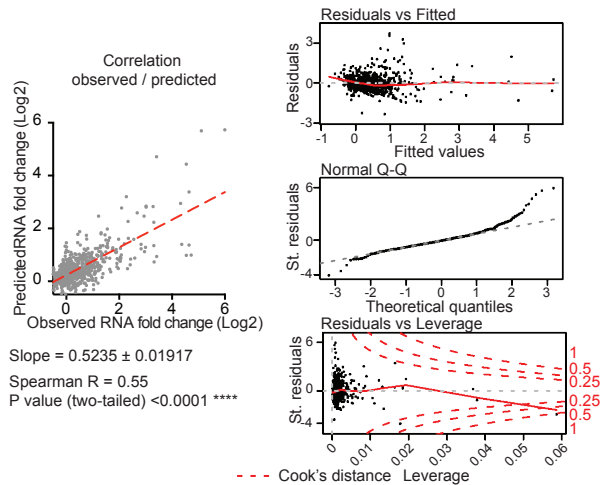 Correlation
observed / predicted
PredictedRNA fold change (Log2)
6
4
2
0
0
2
4
6
Observed RNA fold change (Log2)
Slope = 0.5235 ± 0.01917
Spearman R = 0.55
P value (two-tailed) <0.0001 ****
Residuals vs Fitted
Residuals
3
0
-3
-1
0
1
2
3
4
5
Fitted values
Normal Q-Q
St. residuals
6
0
-4
-3
-2
-1
0
1
2
3
Theoretical quantiles
Residuals vs Leverage
St. residuals
6
0
-4
1
0.5
0.25
0.25
0.5
1
0
0.01
0.02
0.03
0.04
0.05
0.06
Cook's distance Leverage